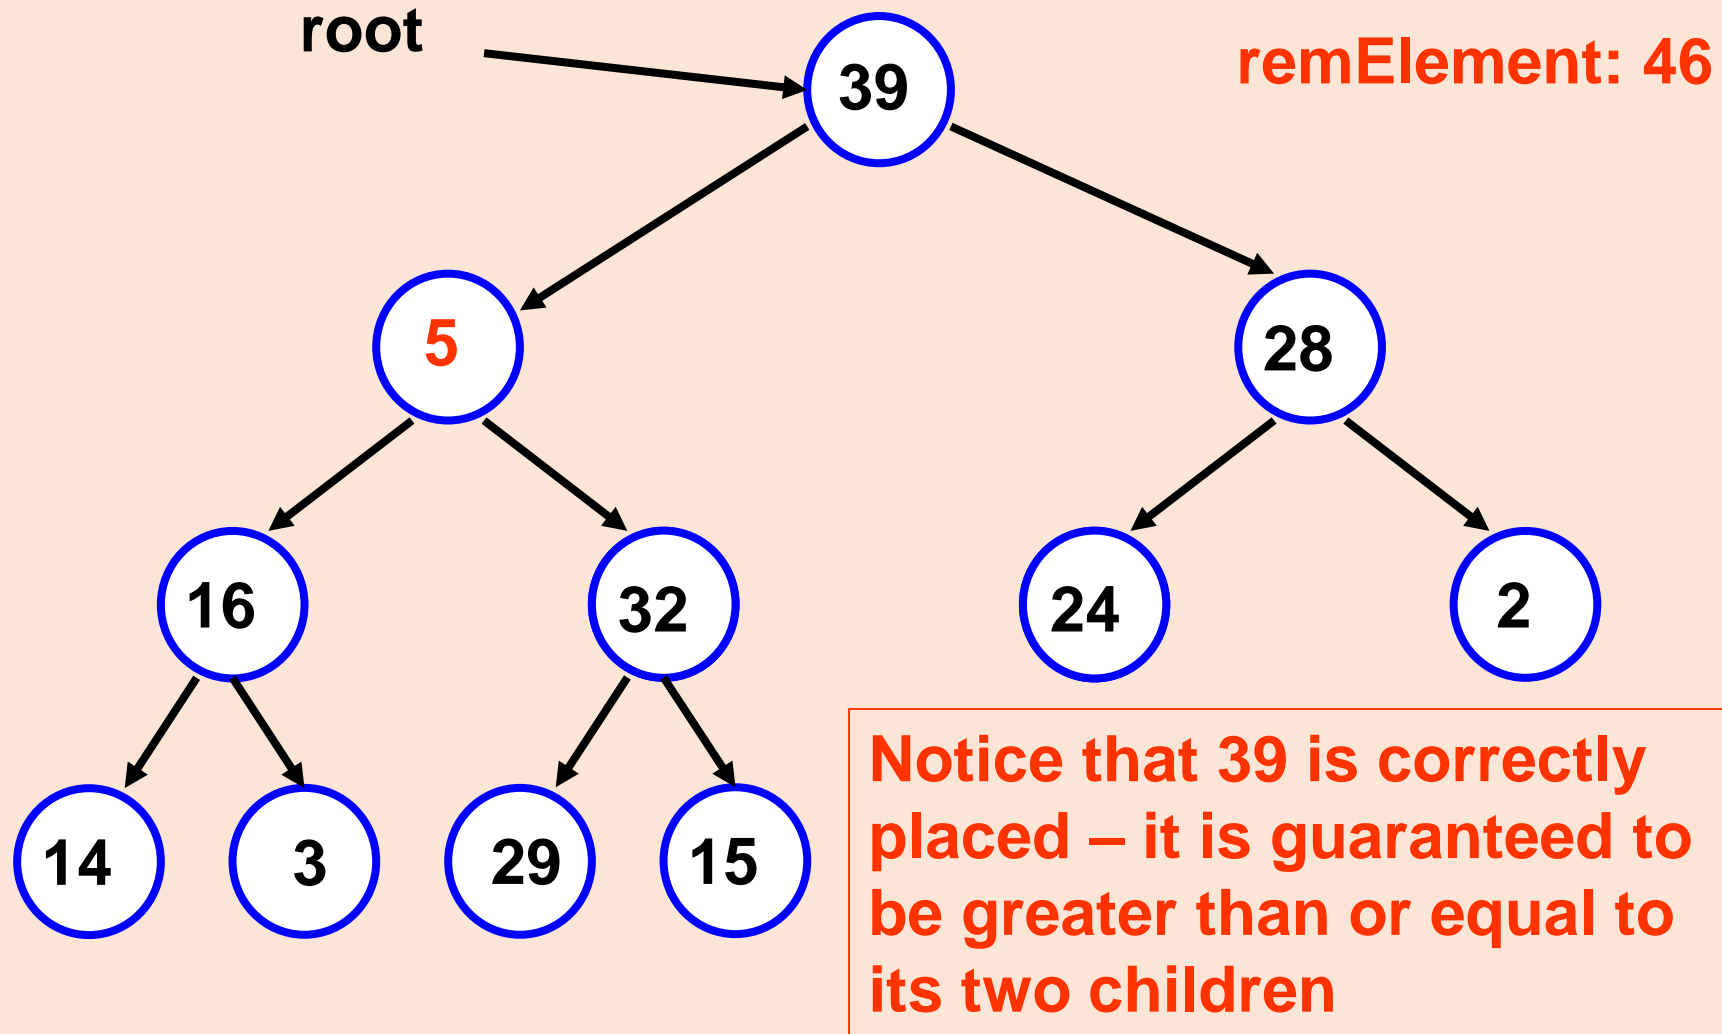 root
remElement: 46
39
5
28
16
32
24
2
14
3
29
15
Notice that 39 is correctly
placed – it is guaranteed to
be greater than or equal to
its two children